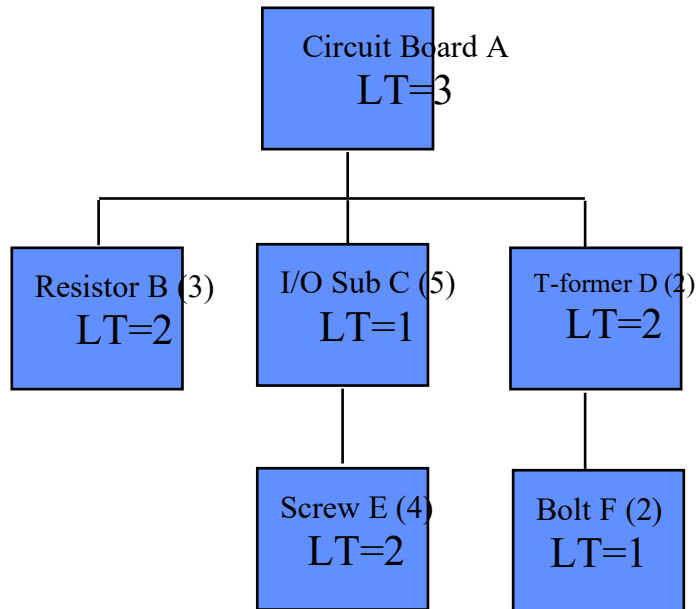 Circuit Board A
LT=3
Resistor B (3)
LT=2
I/O Sub C (5)
LT=1
T-former D (2)
LT=2
Screw E (4)
LT=2
Bolt F (2)
LT=1